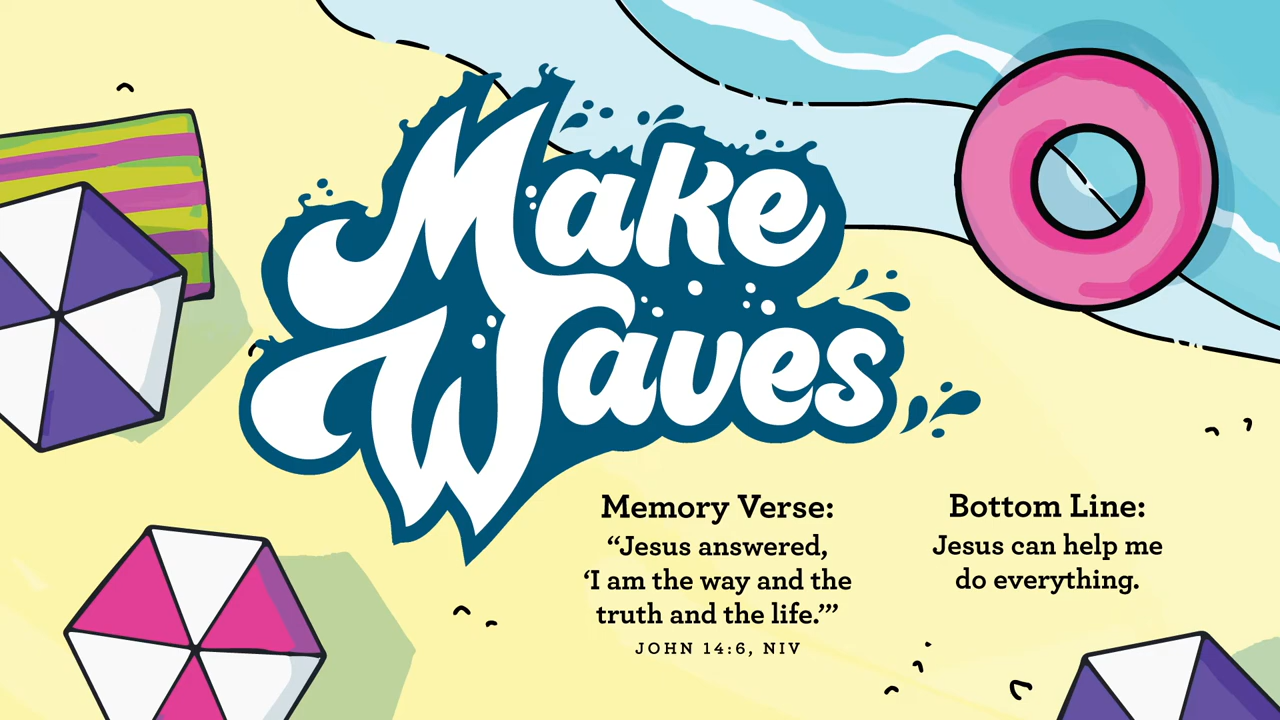 Make
Waves
Memory Verse:
“Jesus answered,
‘I am the way and the
truth and the life.’”
JOHN 14:6, NIV
Bottom Line:
Jesus can help me
do everything.